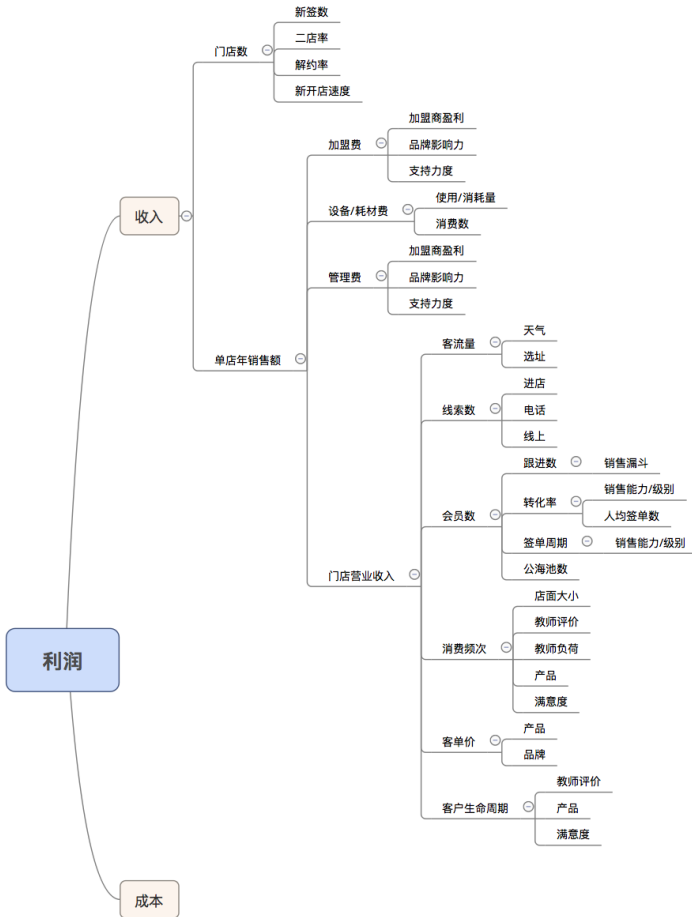 利润
收入
门店数
新签数
二店率
解约率
新开店速度
单店年销售额
加盟费
加盟商盈利
品牌影响力
支持力度
设备/耗材费
使用/消耗量
消费数
管理费
加盟商盈利
品牌影响力
支持力度
门店营业收入
客流量
天气
选址
线索数
进店
电话
线上
会员数
跟进数
销售漏斗
转化率
销售能力/级别
人均签单数
签单周期
销售能力/级别
公海池数
消费频次
店面大小
教师评价
教师负荷
产品
满意度
客单价
产品
品牌
客户生命周期
教师评价
产品
满意度
成本